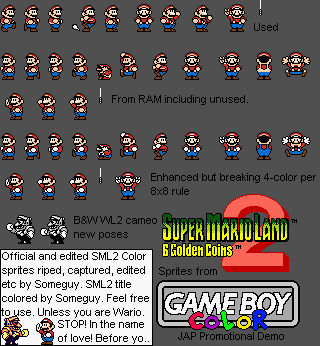 Used
From RAM including unused.
Enhanced but breaking 4-color per
8x8 rule
B&W WL2 cameo
new poses
SUPER MARIOLAND™
2
6 Golden Coins™
Official and edited SML2 Color
sprites riped, captured, edited
etc by Someguy. SML2 title
colored by Someguy. Feel free
to use. Unless you are Wario.
STOP! In the name
of love! Before yo..
Sprites from
GAME BOY
COLOR
JAP Promotional Demo